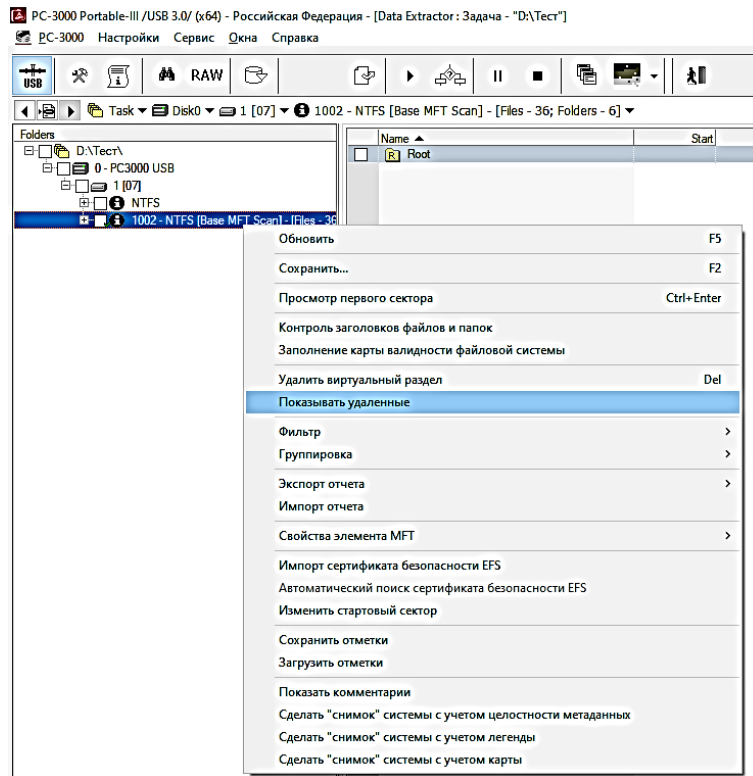 PC-3000 Portable-III /USB 3.0/ (x64) - Российская Федерация - [Data Extractor : Задача - "D:\Тест"]
PC-3000 Настройки Сервис Окна Справка
USB RAW
Task Disk0 1 [07] 1002 - NTFS [Base MFT Scan] - [Files - 36; Folders - 6]
Folders
D:\Тест\
0 - PC3000 USB
1 [07]
NTFS
1002 - NTFS [Base MFT Scan] - [Files - 36
Name Start
R Root
Обновить F5
Сохранить... F2
Просмотр первого сектора Ctrl+Enter
Контроль заголовков файлов и папок
Заполнение карты валидности файловой системы
Удалить виртуальный раздел Del
Показывать удаленные
Фильтр
Группировка
Экспорт отчета
Импорт отчета
Свойства элемента MFT
Импорт сертификата безопасности EFS
Автоматический поиск сертификата безопасности EFS
Изменить стартовый сектор
Сохранить отметки
Загрузить отметки
Показать комментарии
Сделать "снимок" системы с учетом целостности метаданных
Сделать "снимок" системы с учетом легенды
Сделать "снимок" системы с учетом карты